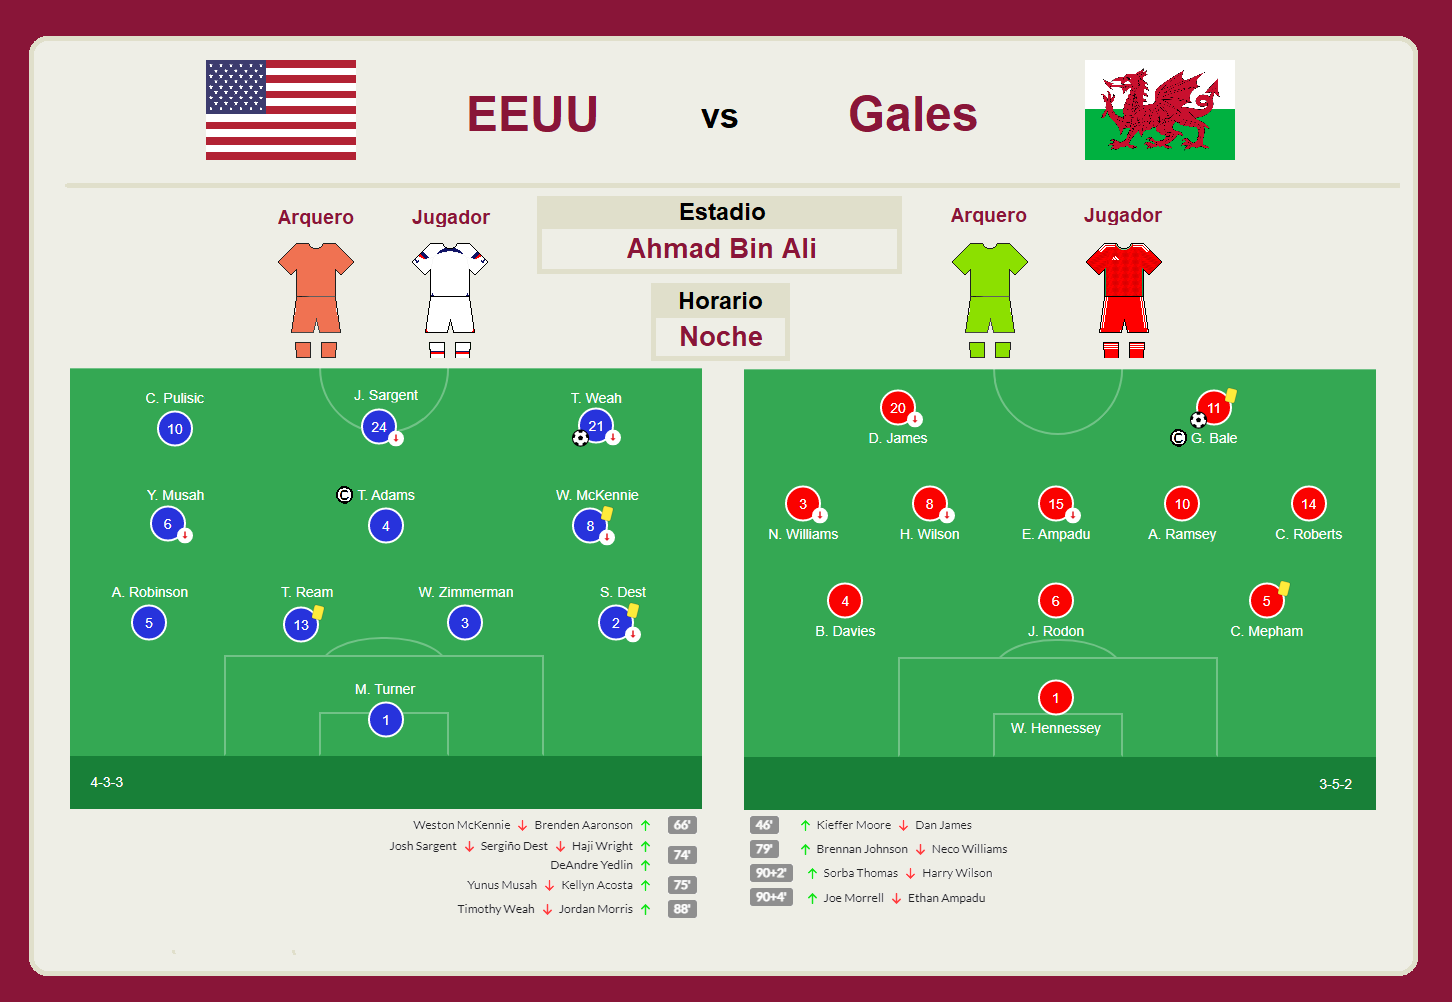 EEUU vs Gales
Arquero Jugador
Estadio
Ahmad Bin Ali
Horario
Noche
Arquero Jugador
C. Pulisic J. Sargent T. Weah
10 24 21
Y. Musah C T. Adams W. McKennie
6 4 8
A. Robinson T. Ream W. Zimmerman S. Dest
5 13 3 2
M. Turner
1
4-3-3
20 11
D. James C G. Bale
3 8 15 10 14
N. Williams H. Wilson E. Ampadu A. Ramsey C. Roberts
4 6 5
B. Davies J. Rodon C. Mepham
1
W. Hennessey
3-5-2
Weston McKennie ↓ Brenden Aaronson ↑ 66'
Josh Sargent ↓ Sergiño Dest ↓ Haji Wright ↑ 74'
DeAndre Yedlin ↑
Yunus Musah ↓ Kellyn Acosta ↑ 75'
Timothy Weah ↓ Jordan Morris ↑ 88'
46' ↑ Kieffer Moore ↓ Dan James
79' ↑ Brennan Johnson ↓ Neco Williams
90+2' ↑ Sorba Thomas ↓ Harry Wilson
90+4' ↑ Joe Morrell ↓ Ethan Ampadu